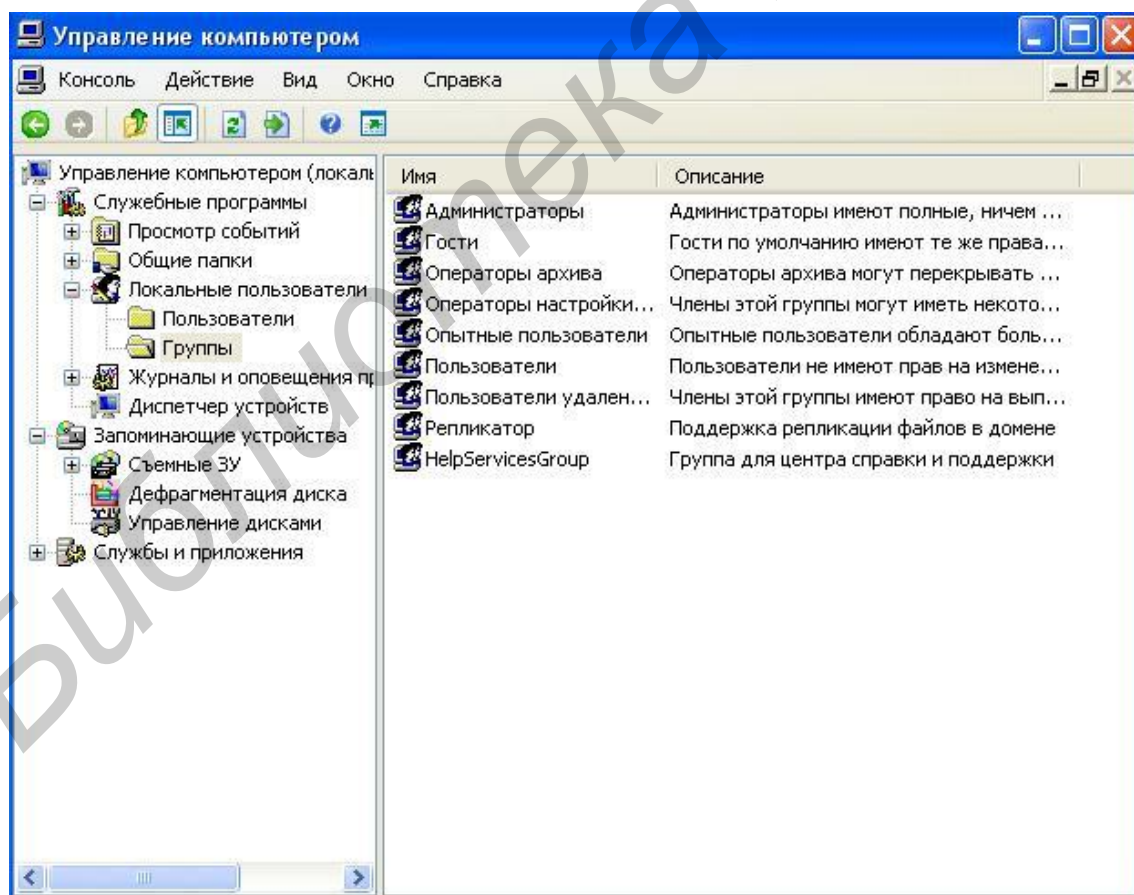 Управление компьютером
Консоль Действие Вид Окно Справка
Управление компьютером (локаль
Служебные программы
Просмотр событий
Общие папки
Локальные пользователи
Пользователи
Группы
Журналы и оповещения пр
Диспетчер устройств
Запоминающие устройства
Съемные ЗУ
Дефрагментация диска
Управление дисками
Службы и приложения
Имя Описание
Администраторы Администраторы имеют полные, ничем ...
Гости Гости по умолчанию имеют те же права...
Операторы архива Операторы архива могут перекрывать ...
Операторы настройки... Члены этой группы могут иметь некото...
Опытные пользователи Опытные пользователи обладают боль...
Пользователи Пользователи не имеют прав на измене...
Пользователи удален... Члены этой группы имеют право на вып...
Репликатор Поддержка репликации файлов в домене
HelpServicesGroup Группа для центра справки и поддержки
Библиотека